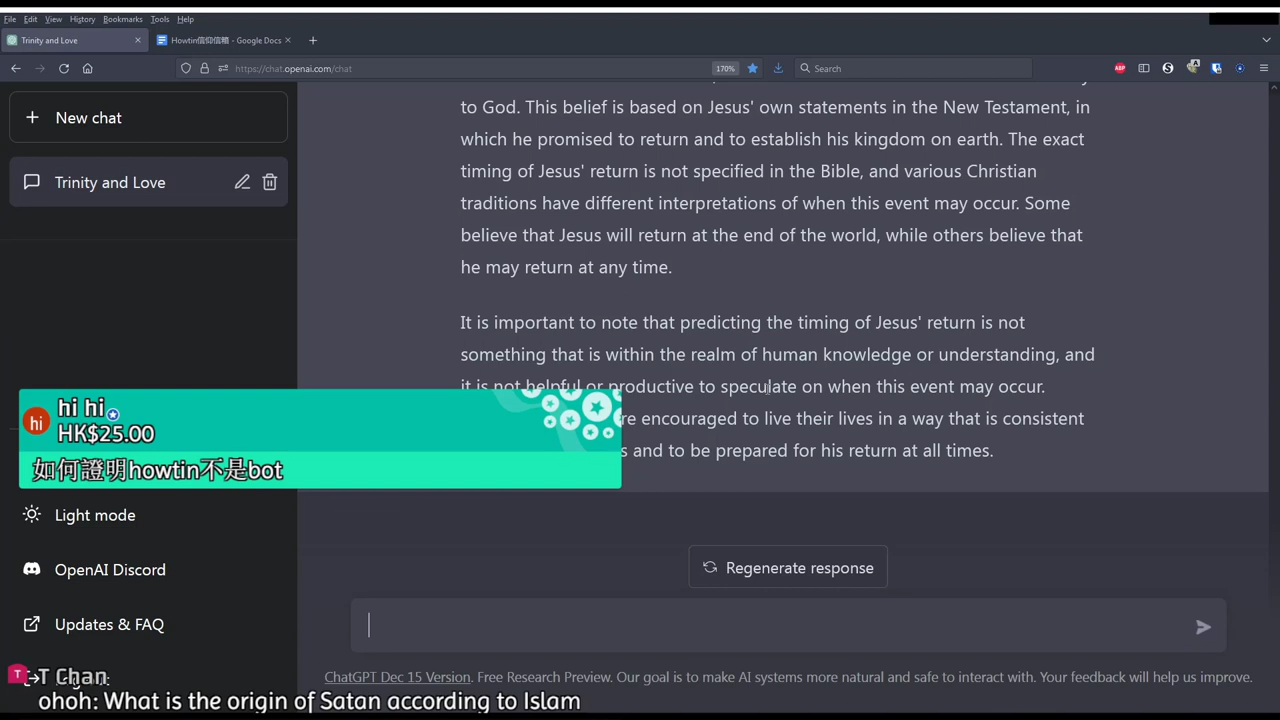 File Edit View History Bookmarks Tools Help
Trinity and Love
Howtin信仰信賴 - Google Docs
https://chat.openai.com/chat
170%
Search
ABP
New chat
Trinity and Love
to God. This belief is based on Jesus' own statements in the New Testament, in
which he promised to return and to establish his kingdom on earth. The exact
timing of Jesus' return is not specified in the Bible, and various Christian
traditions have different interpretations of when this event may occur. Some
believe that Jesus will return at the end of the world, while others believe that
he may return at any time.
It is important to note that predicting the timing of Jesus' return is not
something that is within the realm of human knowledge or understanding, and
it is not helpful or productive to speculate on when this event may occur.
re encouraged to live their lives in a way that is consistent
s and to be prepared for his return at all times.
hi
hi hi
HK$25.00
如何證明howtin不是bot
Light mode
OpenAI Discord
Updates & FAQ
Regenerate response
ChatGPT Dec 15 Version. Free Research Preview. Our goal is to make AI systems more natural and safe to interact with. Your feedback will help us improve.
T
T Chan
ohoh: What is the origin of Satan according to Islam